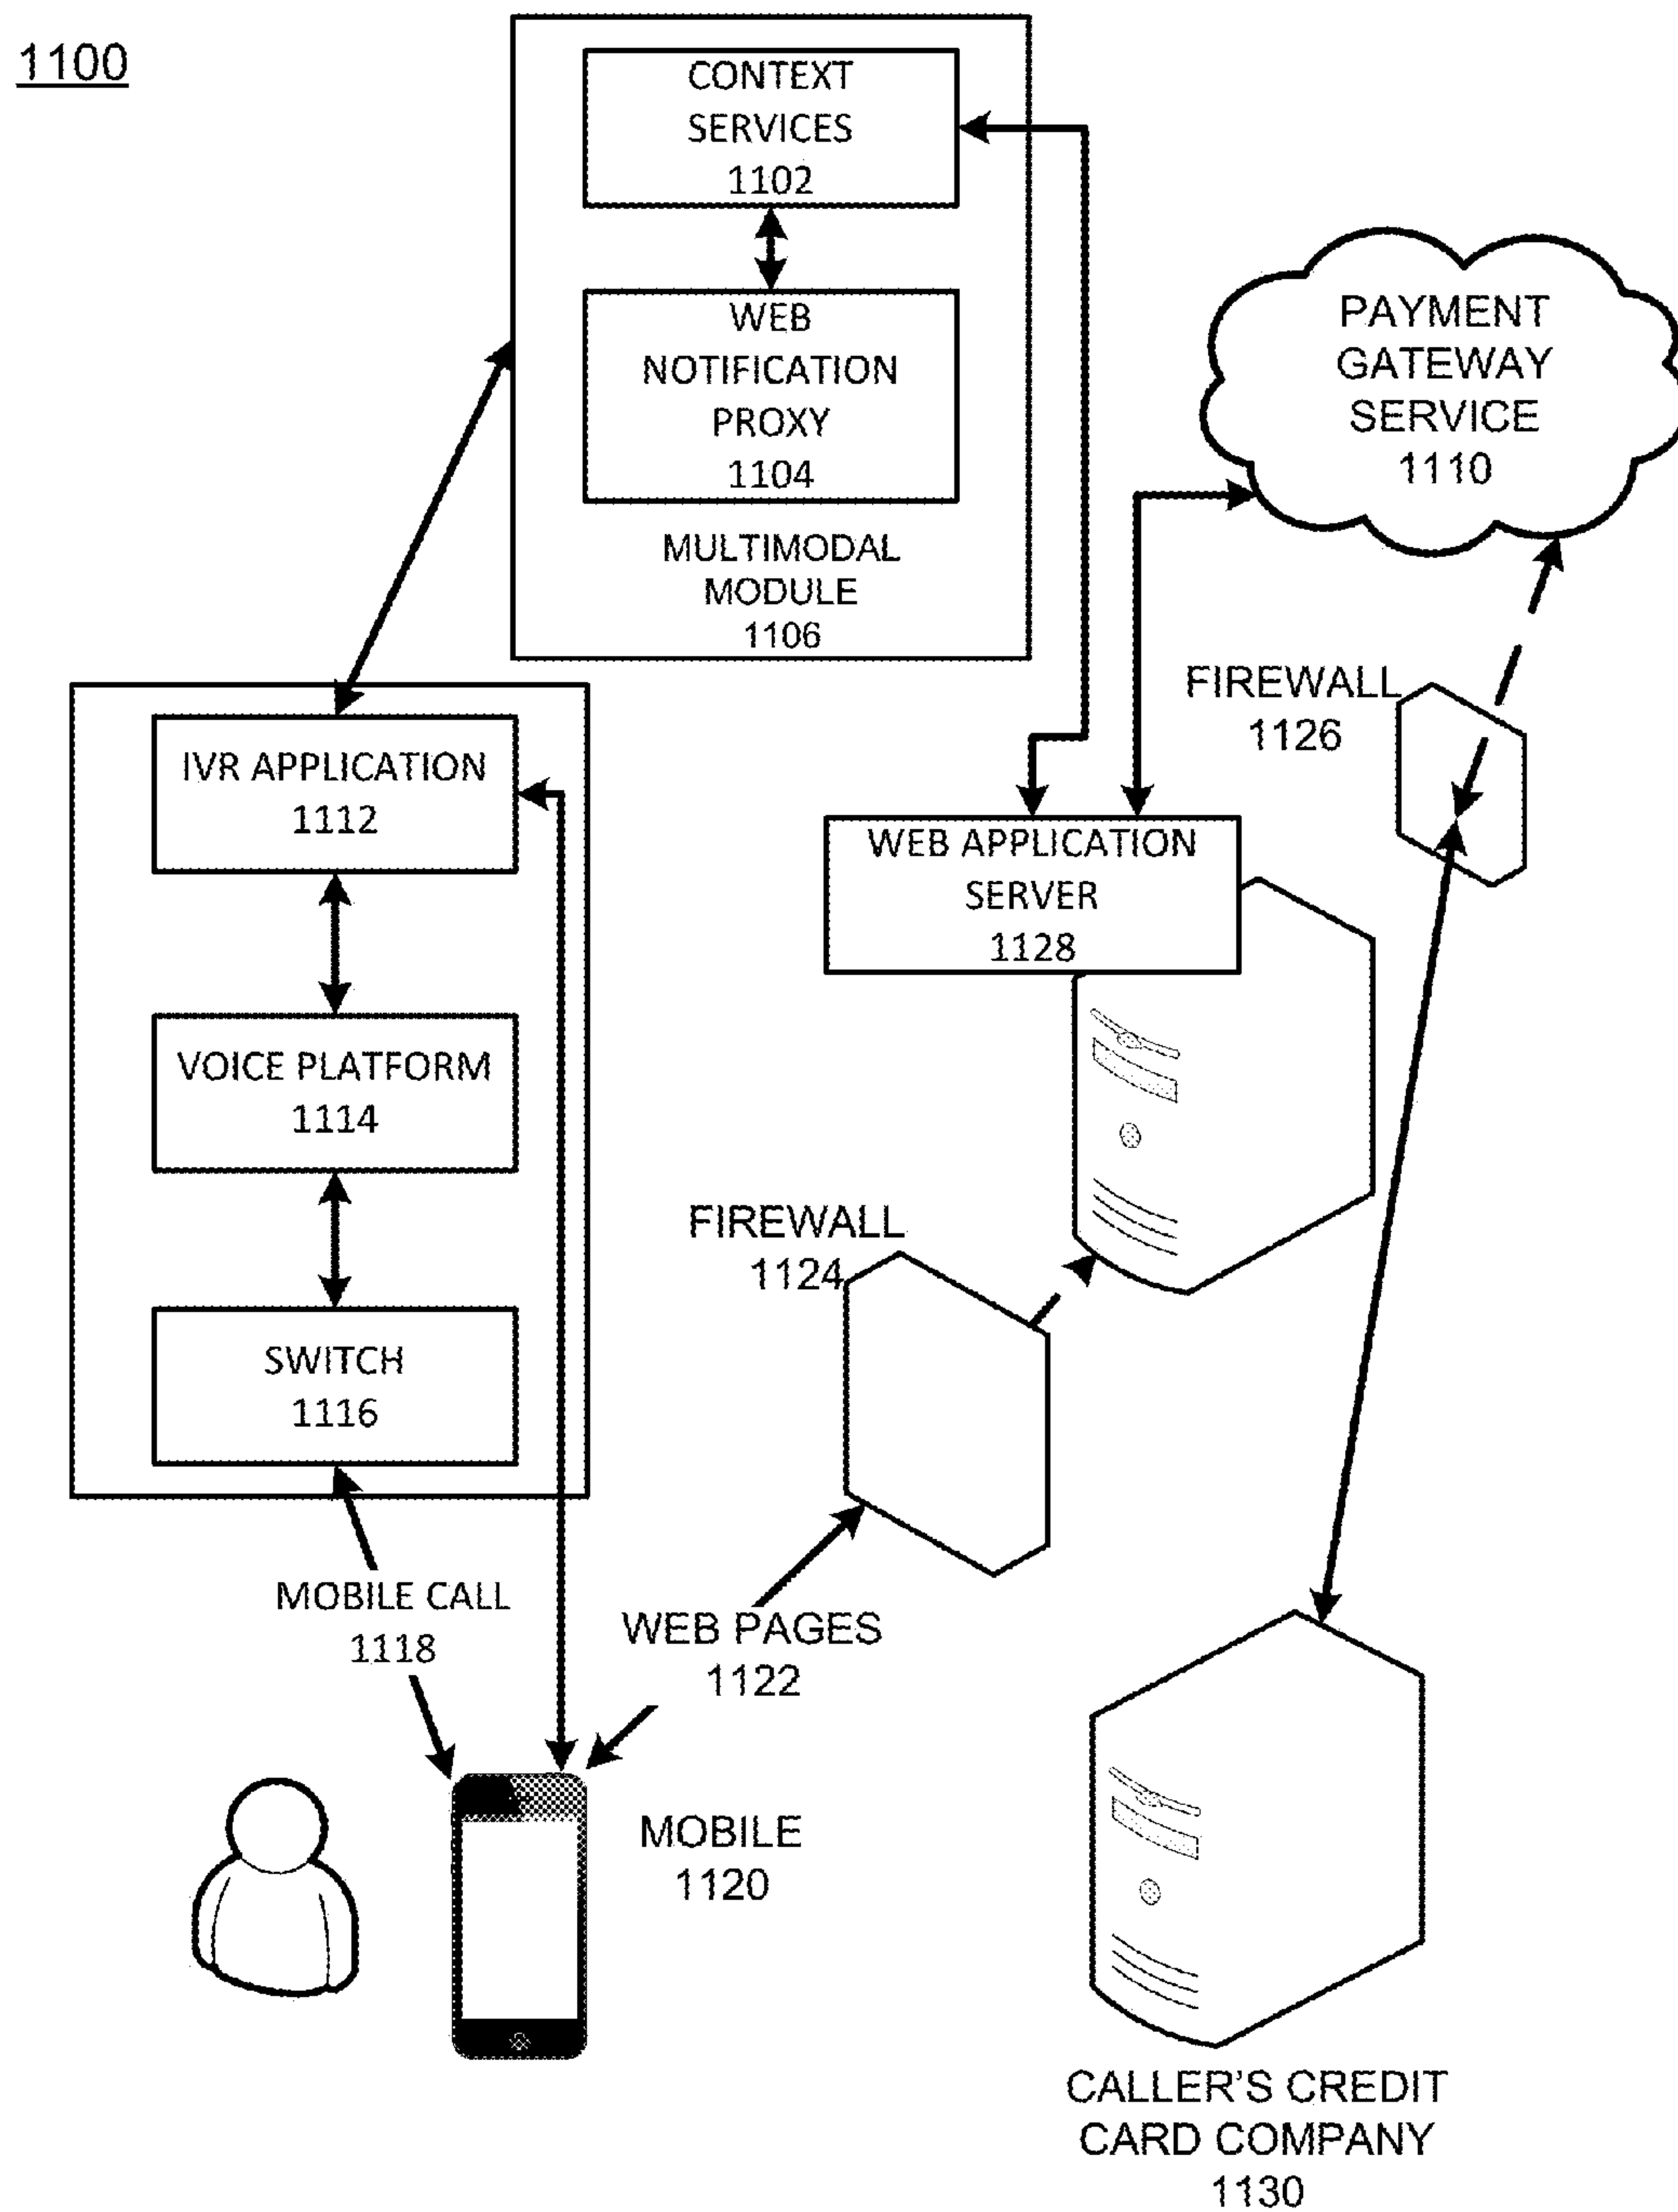 1100
CONTEXT
SERVICES
1102
WEB
NOTIFICATION
PROXY
1104
MULTIMODAL
MODULE
1106
PAYMENT
GATEWAY
SERVICE
1110
FIREWALL
1126
IVR APPLICATION
1112
WEB APPLICATION
SERVER
1128
VOICE PLATFORM
1114
FIREWALL
1124
SWITCH
1116
MOBILE CALL
1118
WEB PAGES
1122
MOBILE
1120
CALLER'S CREDIT
CARD COMPANY
1130